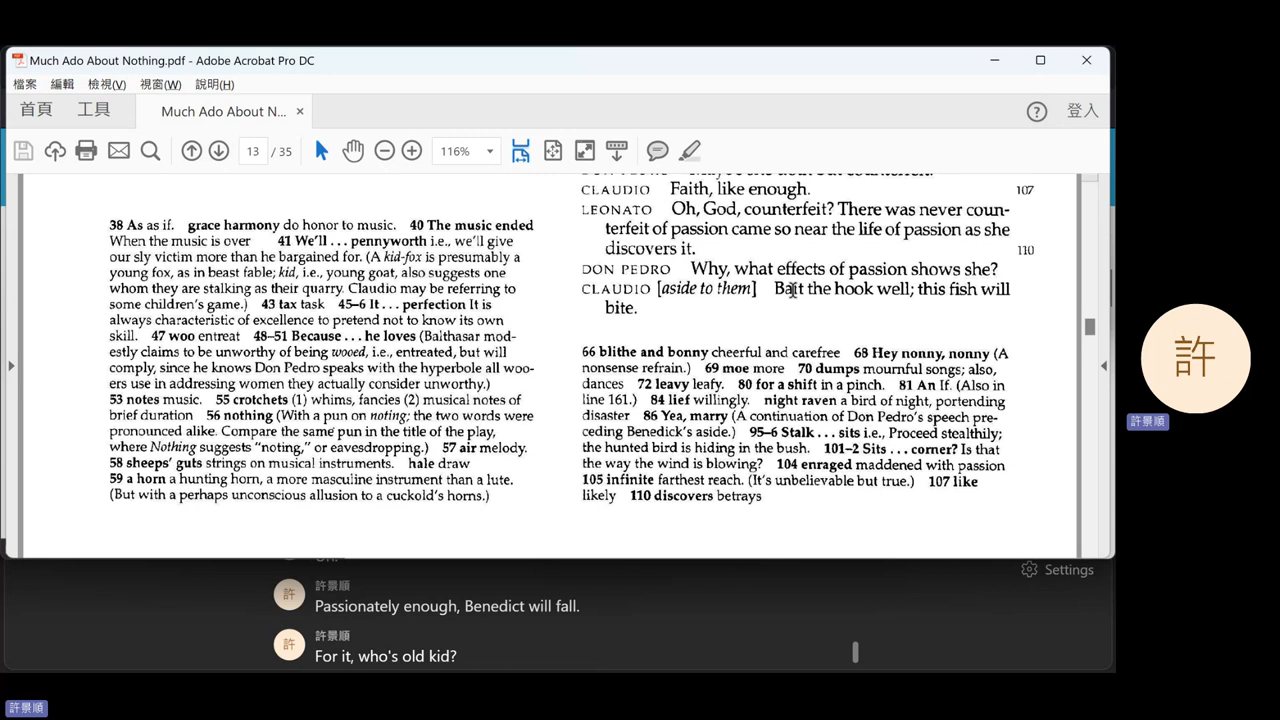 Much Ado About Nothing.pdf - Adobe Acrobat Pro DC
檔案 編輯 檢視(V) 視窗(W) 說明(H)
首頁 工具 Much Ado About N... × ? 登入
13 / 35 116%
38 As as if. grace harmony do honor to music. 40 The music ended
When the music is over 41 We'll . . . pennyworth i.e., we'll give
our sly victim more than he bargained for. (A kid-fox is presumably a
young fox, as in beast fable; kid, i.e., young goat, also suggests one
whom they are stalking as their quarry. Claudio may be referring to
some children's game.) 43 tax task 45–6 It . . . perfection It is
always characteristic of excellence to pretend not to know its own
skill. 47 woo entreat 48–51 Because . . . he loves (Balthasar mod-
estly claims to be unworthy of being wooed, i.e., entreated, but will
comply, since he knows Don Pedro speaks with the hyperbole all woo-
ers use in addressing women they actually consider unworthy.)
53 notes music. 55 crotchets (1) whims, fancies (2) musical notes of
brief duration 56 nothing (With a pun on noting; the two words were
pronounced alike. Compare the same pun in the title of the play,
where Nothing suggests "noting," or eavesdropping.) 57 air melody.
58 sheeps' guts strings on musical instruments. hale draw
59 a horn a hunting horn, a more masculine instrument than a lute.
(But with a perhaps unconscious allusion to a cuckold's horns.)
CLAUDIO Faith, like enough. 107
LEONATO Oh, God, counterfeit? There was never coun-
terfeit of passion came so near the life of passion as she
discovers it. 110
DON PEDRO Why, what effects of passion shows she?
CLAUDIO [aside to them] Bait the hook well; this fish will
bite.
66 blithe and bonny cheerful and carefree 68 Hey nonny, nonny (A
nonsense refrain.) 69 moe more 70 dumps mournful songs; also,
dances 72 leavy leafy. 80 for a shift in a pinch. 81 An If. (Also in
line 161.) 84 lief willingly. night raven a bird of night, portending
disaster 86 Yea, marry (A continuation of Don Pedro's speech pre-
ceding Benedick's aside.) 95–6 Stalk . . . sits i.e., Proceed stealthily;
the hunted bird is hiding in the bush. 101–2 Sits . . . corner? Is that
the way the wind is blowing? 104 enraged maddened with passion
105 infinite farthest reach. (It's unbelievable but true.) 107 like
likely 110 discovers betrays
許
許景順
Settings
許 許景順
Passionately enough, Benedict will fall.
許 許景順
For it, who's old kid?
許景順